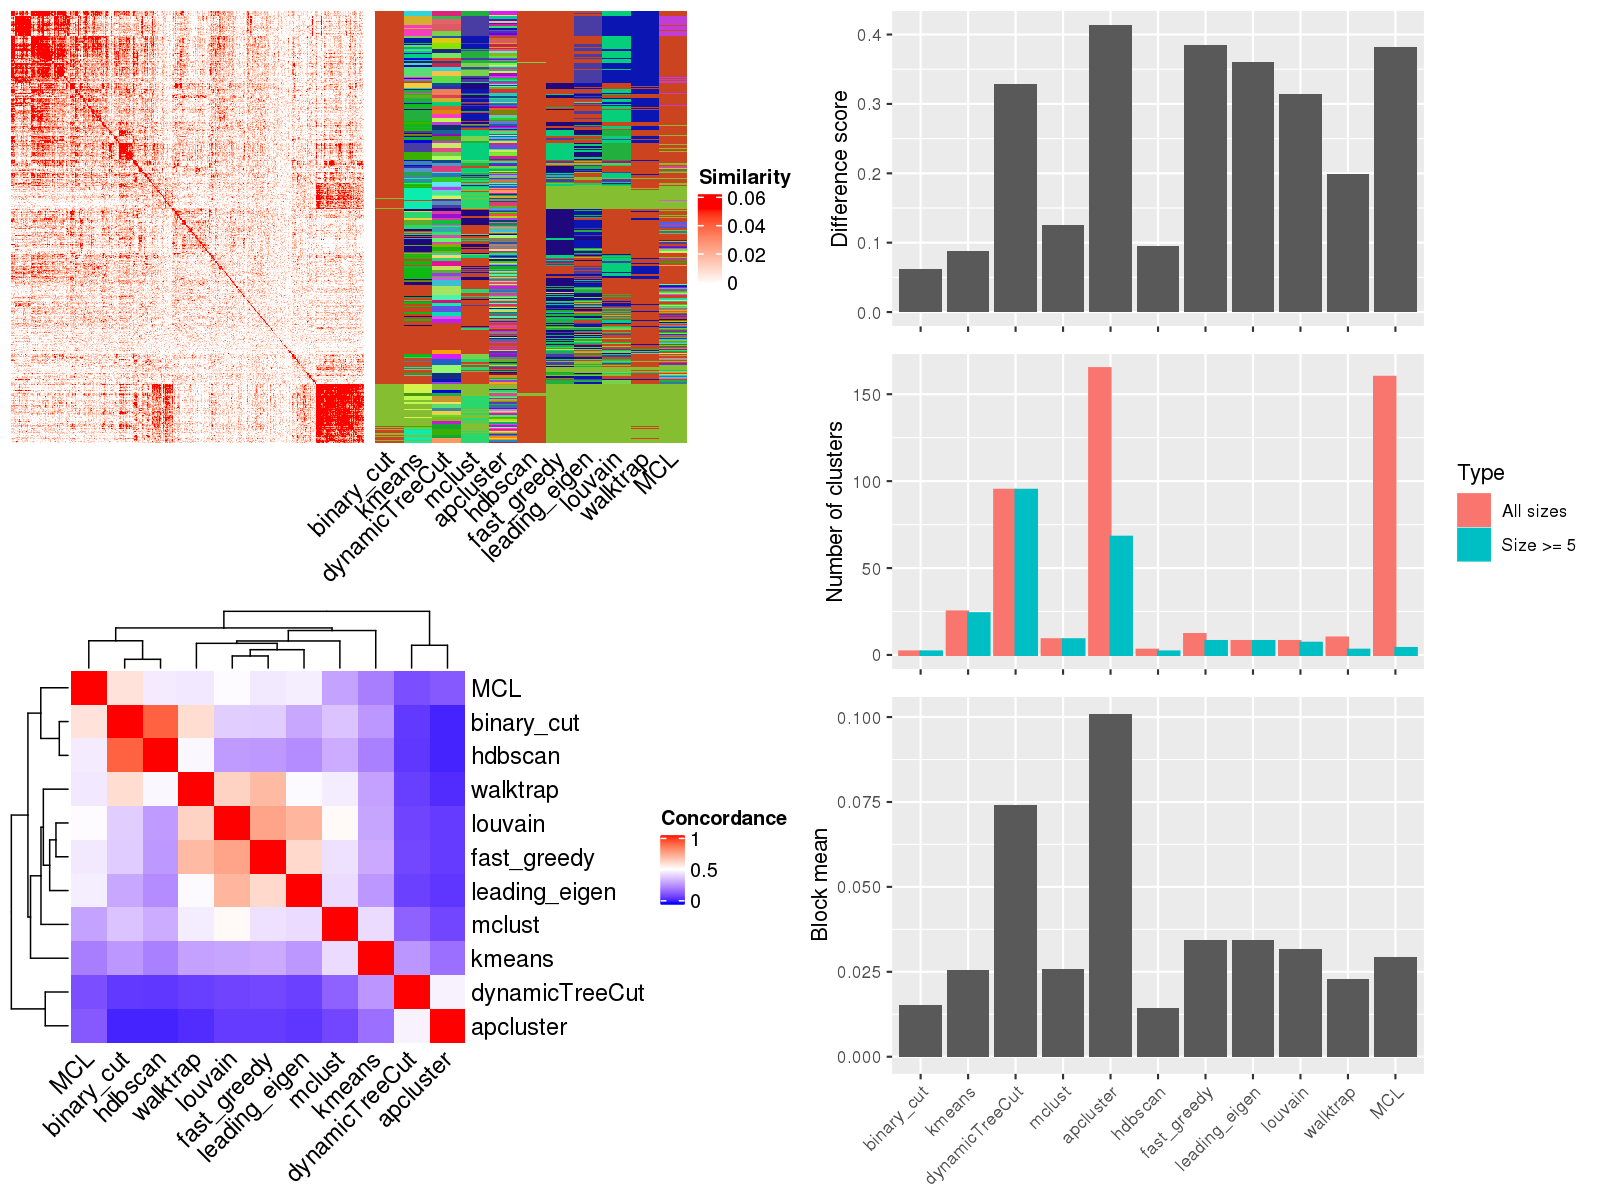 Similarity
0.06
0.04
0.02
0
binary_cut
kmeans
dynamicTreeCut
mclust
apcluster
hdbscan
fast_greedy
leading_eigen
louvain
walktrap
MCL
Difference score
0.4
0.3
0.2
0.1
0.0
Number of clusters
150
100
50
0
Type
All sizes
Size >= 5
MCL
binary_cut
hdbscan
walktrap
louvain
fast_greedy
leading_eigen
mclust
kmeans
dynamicTreeCut
apcluster
MCL
binary_cut
hdbscan
walktrap
louvain
fast_greedy
leading_eigen
mclust
kmeans
dynamicTreeCut
apcluster
Concordance
1
0.5
0
Block mean
0.100
0.075
0.050
0.025
0.000
binary_cut
kmeans
dynamicTreeCut
mclust
apcluster
hdbscan
fast_greedy
leading_eigen
louvain
walktrap
MCL